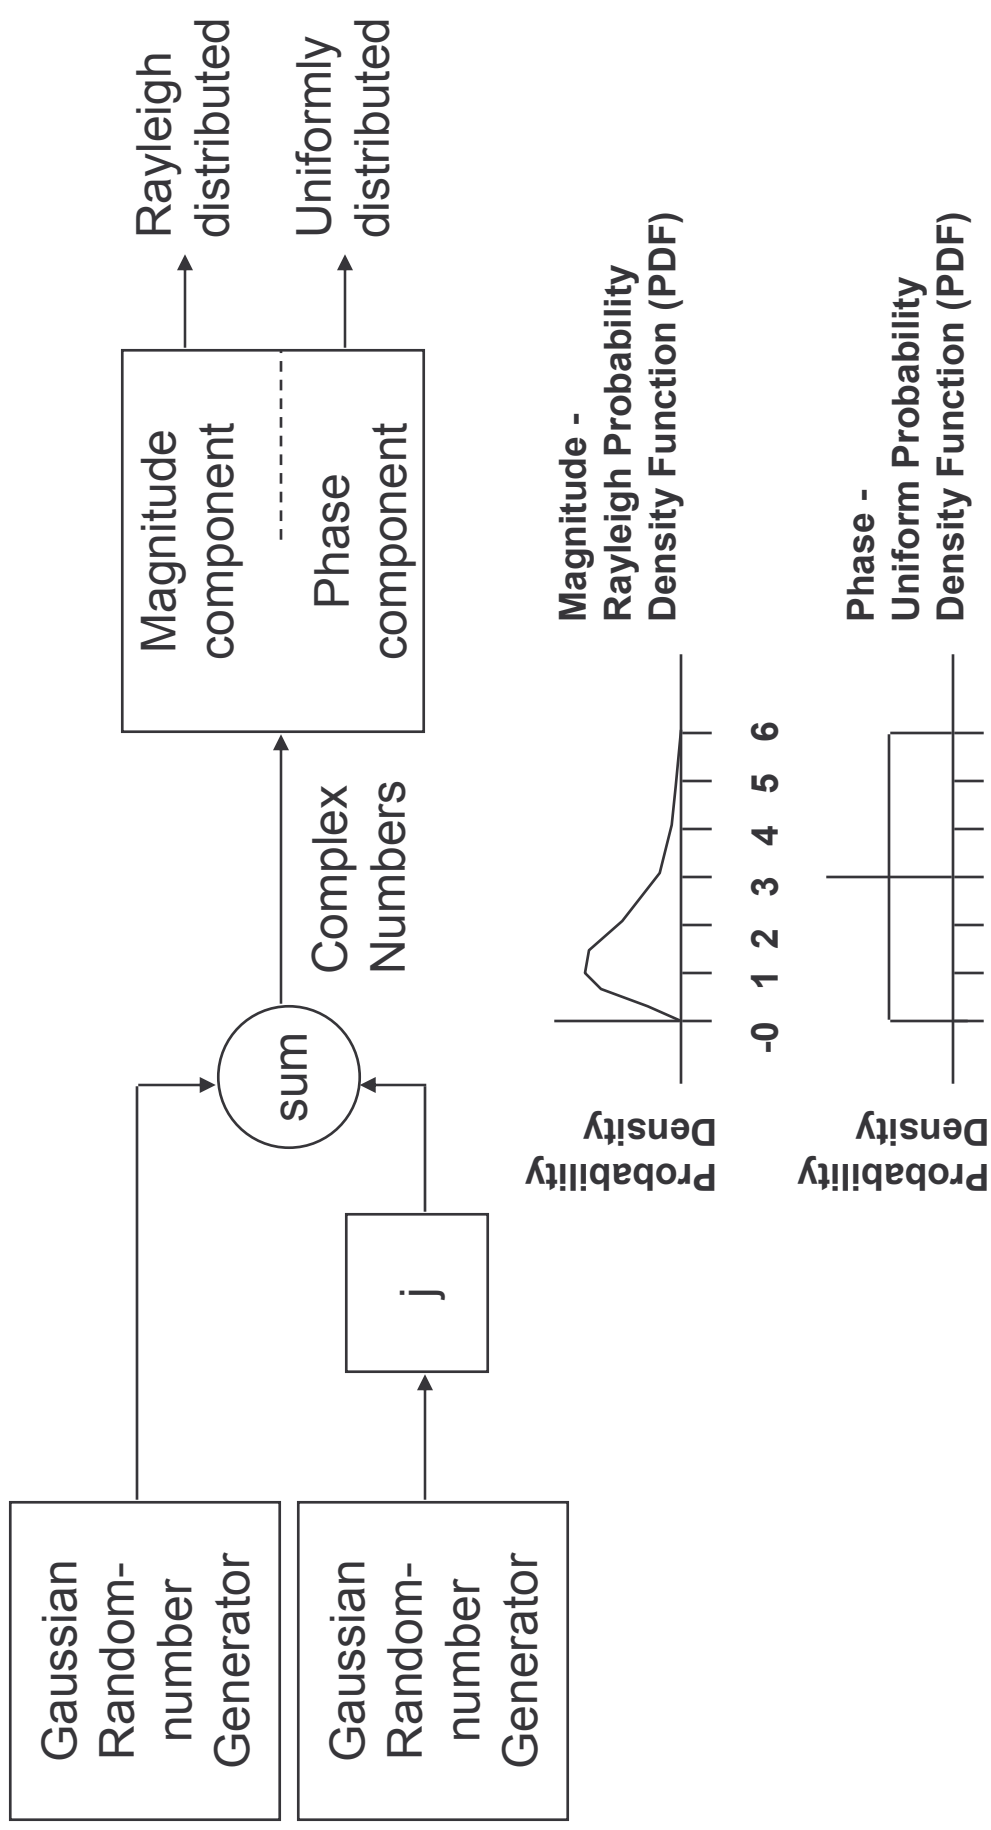 Gaussian
Random-
number
Generator
Gaussian
Random-
number
Generator
j
sum
Complex
Numbers
Magnitude
component
Phase
component
Rayleigh
distributed
Uniformly
distributed
Probability
Density
-0 1 2 3 4 5 6
Magnitude -
Rayleigh Probability
Density Function (PDF)
Probability
Density
Phase -
Uniform Probability
Density Function (PDF)